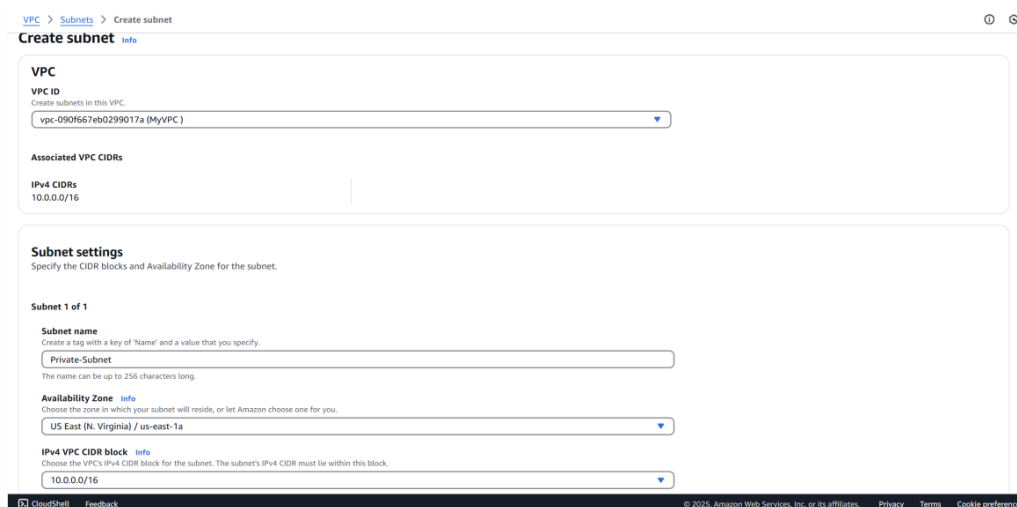 VPC > Subnets > Create subnet
Create subnet Info
VPC
VPC ID
Create subnets in this VPC.
vpc-090f667eb0299017a (MyVPC )
Associated VPC CIDRs
IPv4 CIDRs
10.0.0.0/16
Subnet settings
Specify the CIDR blocks and Availability Zone for the subnet.
Subnet 1 of 1
Subnet name
Create a tag with a key of 'Name' and a value that you specify.
Private-Subnet
The name can be up to 256 characters long.
Availability Zone Info
Choose the zone in which your subnet will reside, or let Amazon choose one for you.
US East (N. Virginia) / us-east-1a
IPv4 VPC CIDR block Info
Choose the VPC's IPv4 CIDR block for the subnet. The subnet's IPv4 CIDR must lie within this block.
10.0.0.0/16
CloudShell Feedback © 2025, Amazon Web Services, Inc. or its affiliates. Privacy Terms Cookie preference